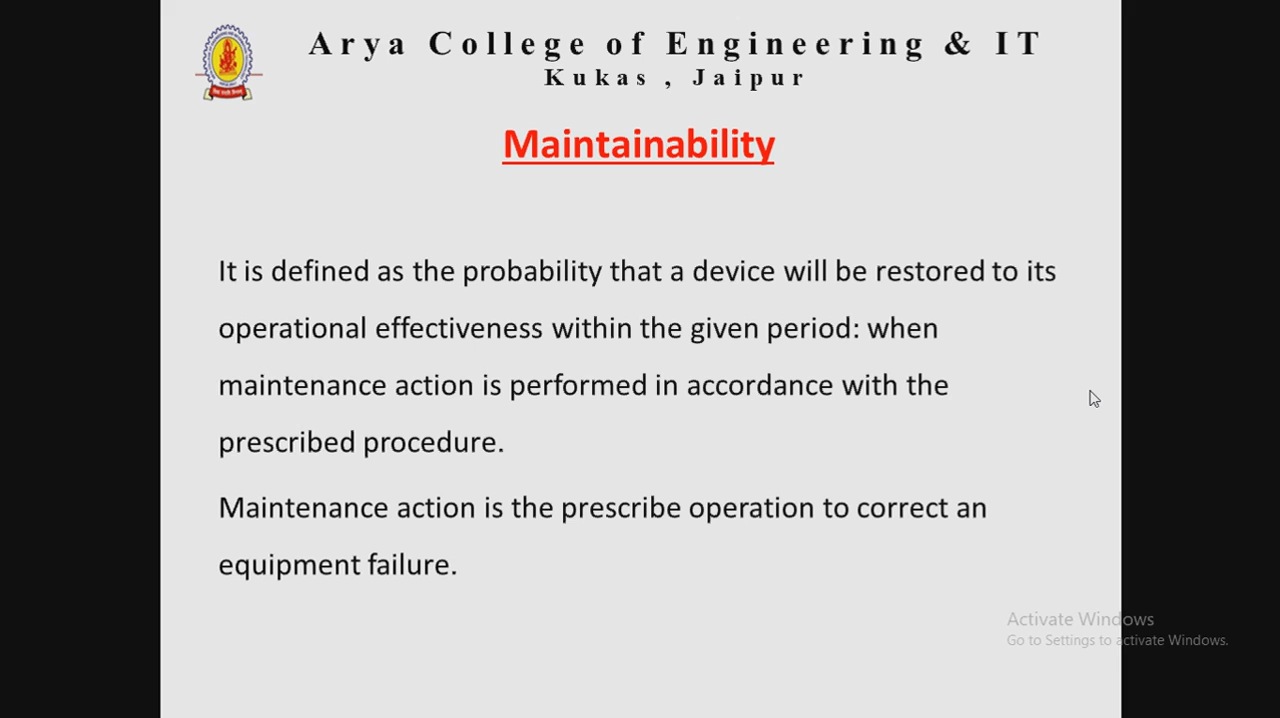 Arya College of Engineering & IT
Kukas , Jaipur
Maintainability
It is defined as the probability that a device will be restored to its
operational effectiveness within the given period: when
maintenance action is performed in accordance with the
prescribed procedure.
Maintenance action is the prescribe operation to correct an
equipment failure.
Activate Windows
Go to Settings to activate Windows.